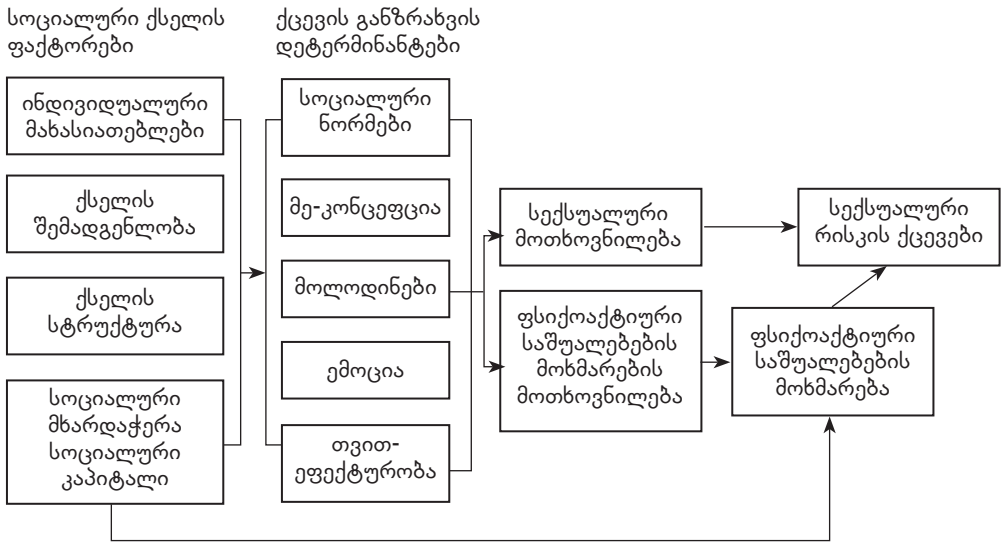 სოციალური ქსელის
ფაქტორები
ქცევის განზრახვის
დეტერმინანტები
ინდივიდუალური
მახასიათებლები
ქსელის
შემადგენლობა
ქსელის
სტრუქტურა
სოციალური
მხარდაჭერა
სოციალური
კაპიტალი
სოციალური
ნორმები
მე-კონცეფცია
მოლოდინები
ემოცია
თვით-
ეფექტურობა
სექსუალური
მოთხოვნილება
ფსიქოაქტიური
საშუალებების
მოხმარების
მოთხოვნილება
სექსუალური
რისკის ქცევები
ფსიქოაქტიური
საშუალებების
მოხმარება